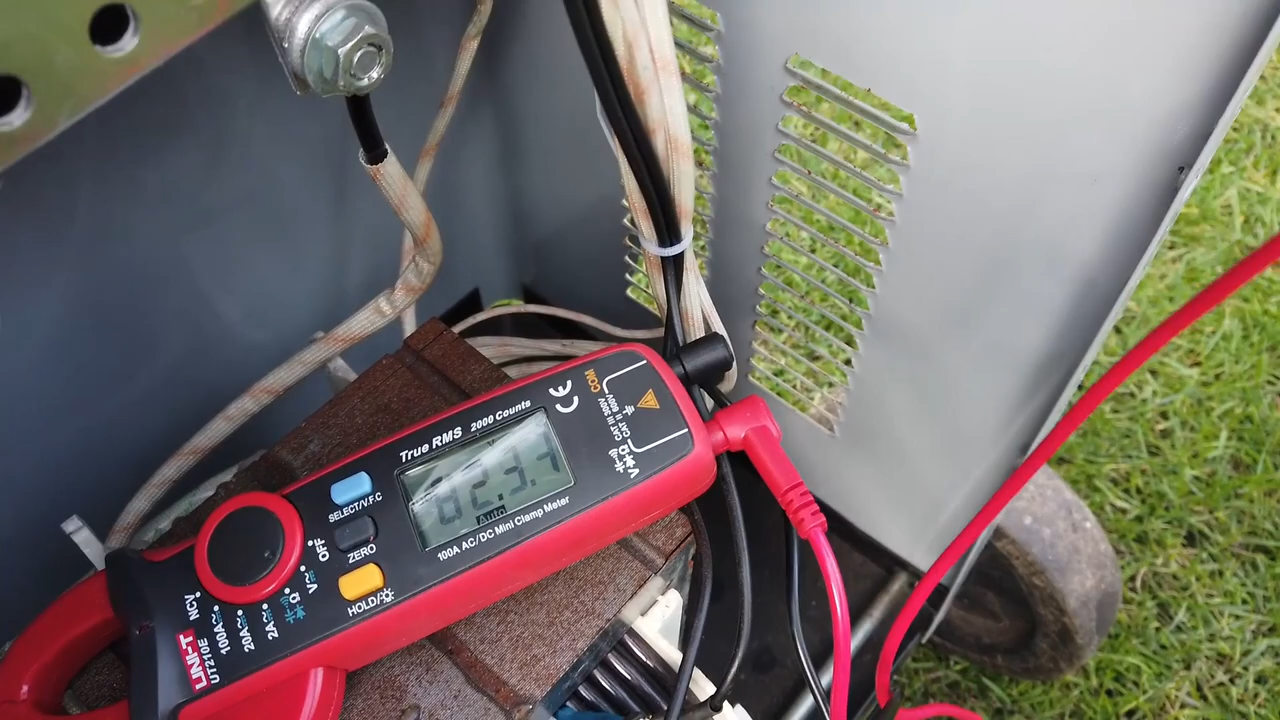 True RMS 2000 Counts
CE
COM
CAT III 300V
CAT II 600V
SELECT/V.F.C
Auto
100A AC/DC Mini Clamp Meter
ZERO
HOLD/
OFF
V
Ω
2A
20A
100A
NCV
UNI-T
UT210E